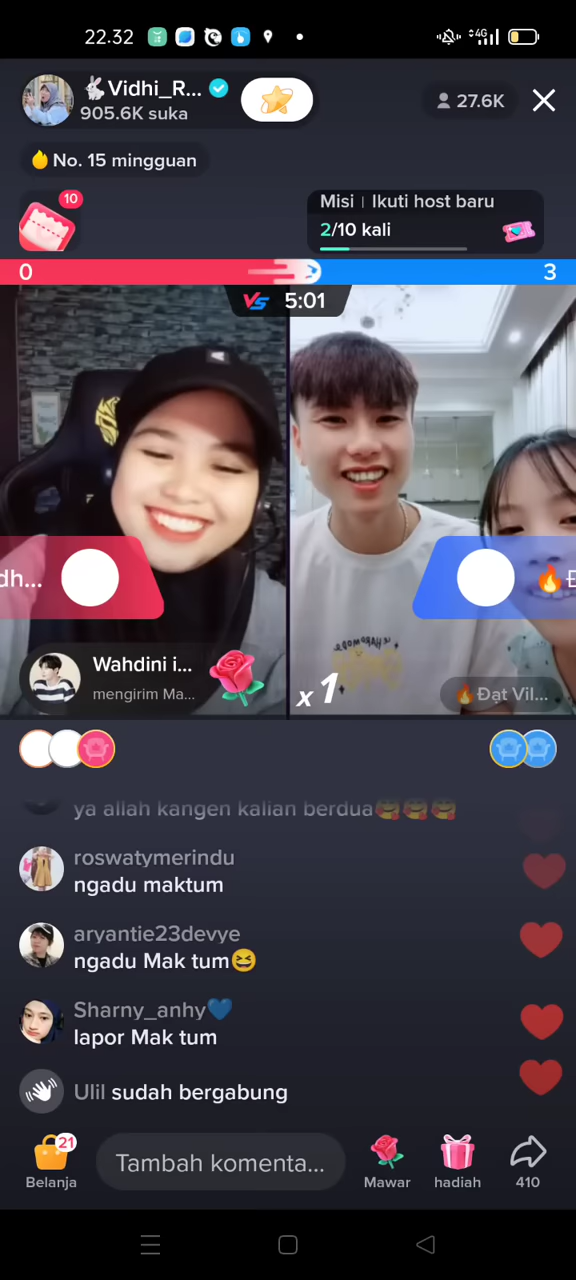 22.32
4G
Vidhi_R...
905.6K suka
27.6K
No. 15 mingguan
10
Misi | Ikuti host baru
2/10 kali
0
3
VS 5:01
dh...
🔥Đ
Wahdini i...
mengirim Ma...
x 1
🔥Đạt Vil...
ya allah kangen kalian berdua🥰🥰🥰
roswatymerindu
ngadu maktum
aryantie23devye
ngadu Mak tum😆
Sharny_anhy💙
lapor Mak tum
Ulil sudah bergabung
21
Belanja
Tambah komenta...
Mawar
hadiah
410